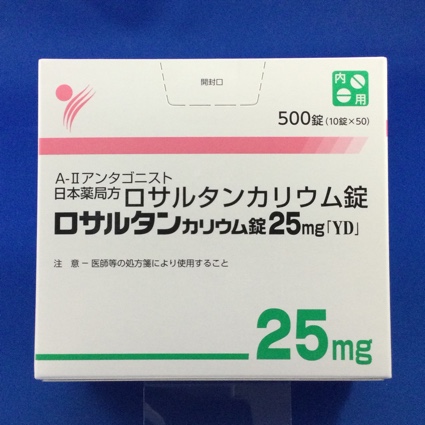 開封口
内用
500錠(10錠×50)
A-IIアンタゴニスト
日本薬局方 ロサルタンカリウム錠
ロサルタンカリウム錠25mg「YD」
注 意 − 医師等の処方箋により使用すること
25mg